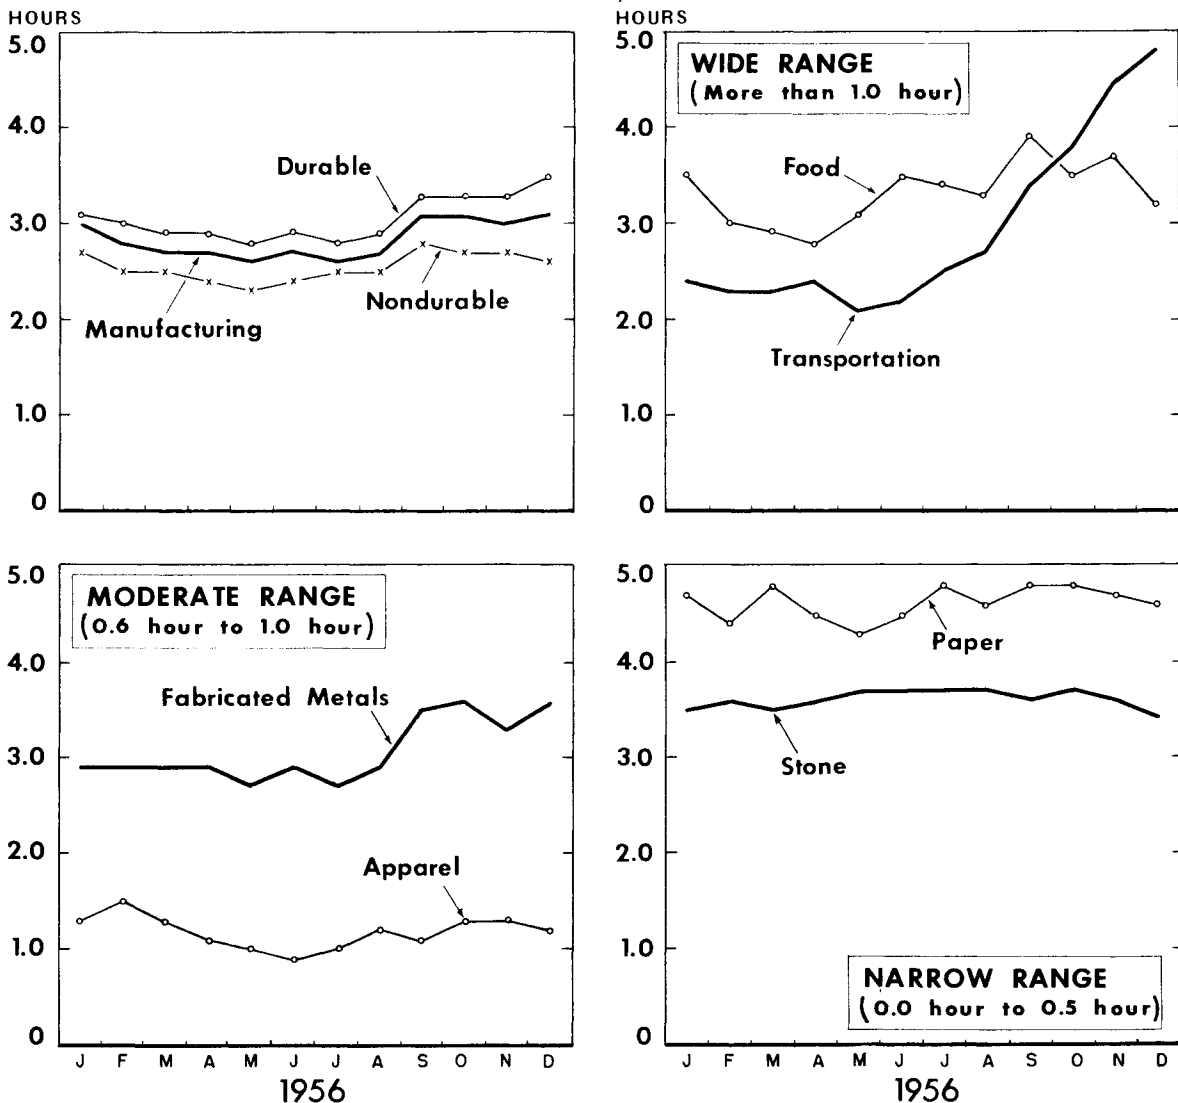 HOURS
5.0
4.0
3.0
2.0
1.0
0
Durable
Nondurable
Manufacturing
HOURS
5.0
4.0
3.0
2.0
1.0
0
WIDE RANGE
(More than 1.0 hour)
Food
Transportation
5.0
4.0
3.0
2.0
1.0
0
MODERATE RANGE
(0.6 hour to 1.0 hour)
Fabricated Metals
Apparel
J F M A M J J A S O N D
1956
5.0
4.0
3.0
2.0
1.0
0
Paper
Stone
NARROW RANGE
(0.0 hour to 0.5 hour)
J F M A M J J A S O N D
1956